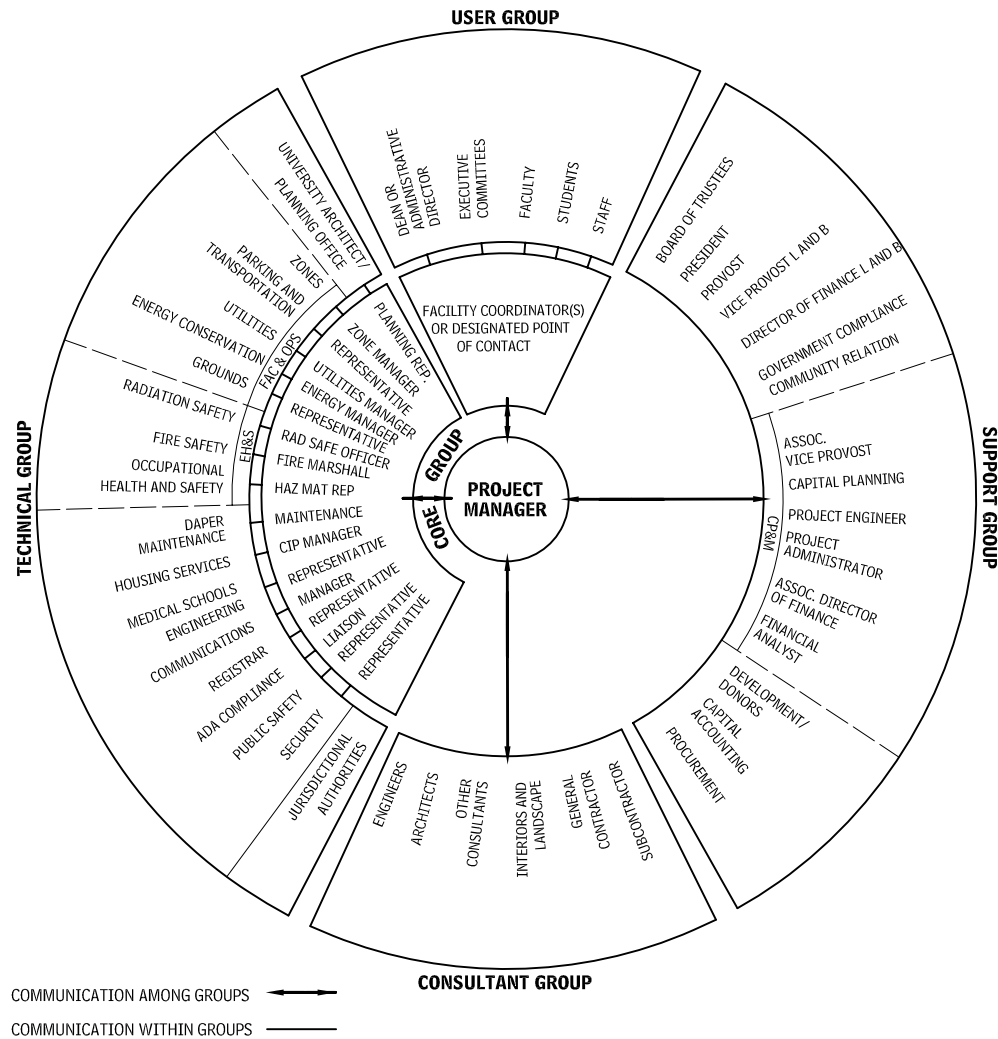 USER GROUP
DEAN OR
ADMINISTRATIVE
DIRECTOR
EXECUTIVE
COMMITTEES
FACULTY
STUDENTS
STAFF
FACILITY COORDINATOR(S)
OR DESIGNATED POINT
OF CONTACT
SUPPORT GROUP
BOARD OF TRUSTEES
PRESIDENT
PROVOST
VICE PROVOST L AND B
DIRECTOR OF FINANCE L AND B
GOVERNMENT COMPLIANCE
COMMUNITY RELATION
CP&M
ASSOC.
VICE PROVOST
CAPITAL PLANNING
PROJECT ENGINEER
PROJECT
ADMINISTRATOR
ASSOC. DIRECTOR
OF FINANCE
FINANCIAL
ANALYST
DEVELOPMENT/
DONORS
CAPITAL
ACCOUNTING
PROCUREMENT
TECHNICAL GROUP
UNIVERSITY ARCHITECT/
PLANNING OFFICE
ZONES
PARKING AND
TRANSPORTATION
UTILITIES
ENERGY CONSERVATION
GROUNDS
FAC & OPS
RADIATION SAFETY
FIRE SAFETY
OCCUPATIONAL
HEALTH AND SAFETY
EH&S
DAPER
MAINTENANCE
HOUSING SERVICES
MEDICAL SCHOOLS
ENGINEERING
COMMUNICATIONS
REGISTRAR
ADA COMPLIANCE
PUBLIC SAFETY
SECURITY
JURISDICTIONAL
AUTHORITIES
PLANNING REP.
ZONE MANAGER
REPRESENTATIVE
UTILITIES MANAGER
ENERGY MANAGER
REPRESENTATIVE
RAD SAFE OFFICER
FIRE MARSHALL
HAZ MAT REP
MAINTENANCE
CIP MANAGER
REPRESENTATIVE
MANAGER
REPRESENTATIVE
LIAISON
REPRESENTATIVE
REPRESENTATIVE
CORE GROUP
PROJECT
MANAGER
ENGINEERS
ARCHITECTS
OTHER
CONSULTANTS
INTERIORS AND
LANDSCAPE
GENERAL
CONTRACTOR
SUBCONTRACTOR
CONSULTANT GROUP
COMMUNICATION AMONG GROUPS
COMMUNICATION WITHIN GROUPS